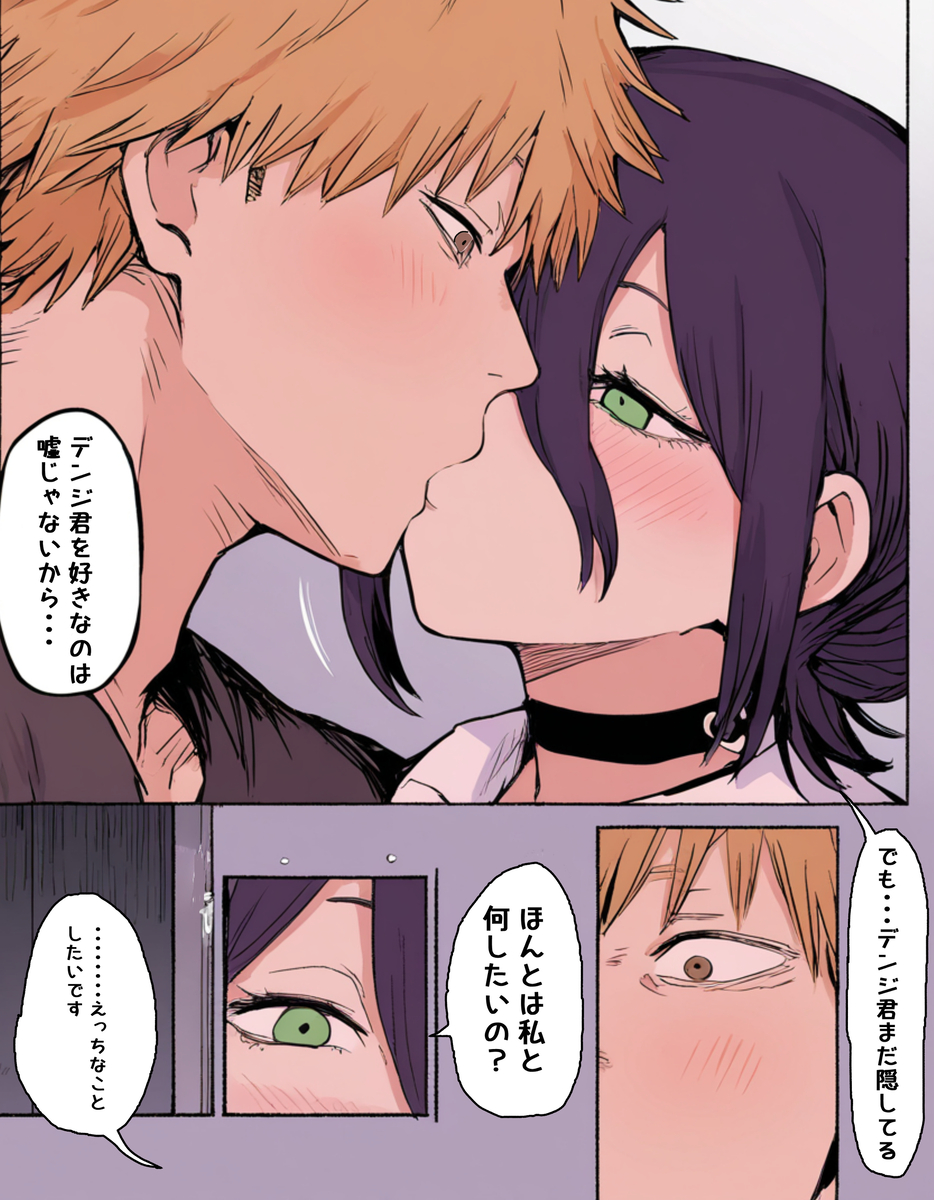 デンジ君を好きなのは
嘘じゃないから・・・
でも・・・デンジ君まだ隠してる
ほんとは私と
何したいの？
・・・・・・・・えっちなこと
したいです